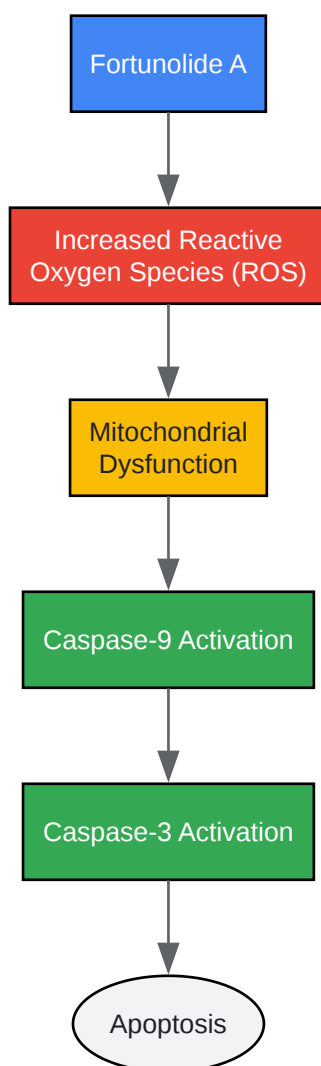 Fortunolide A
Increased Reactive
Oxygen Species (ROS)
Mitochondrial
Dysfunction
Caspase-9 Activation
Caspase-3 Activation
Apoptosis